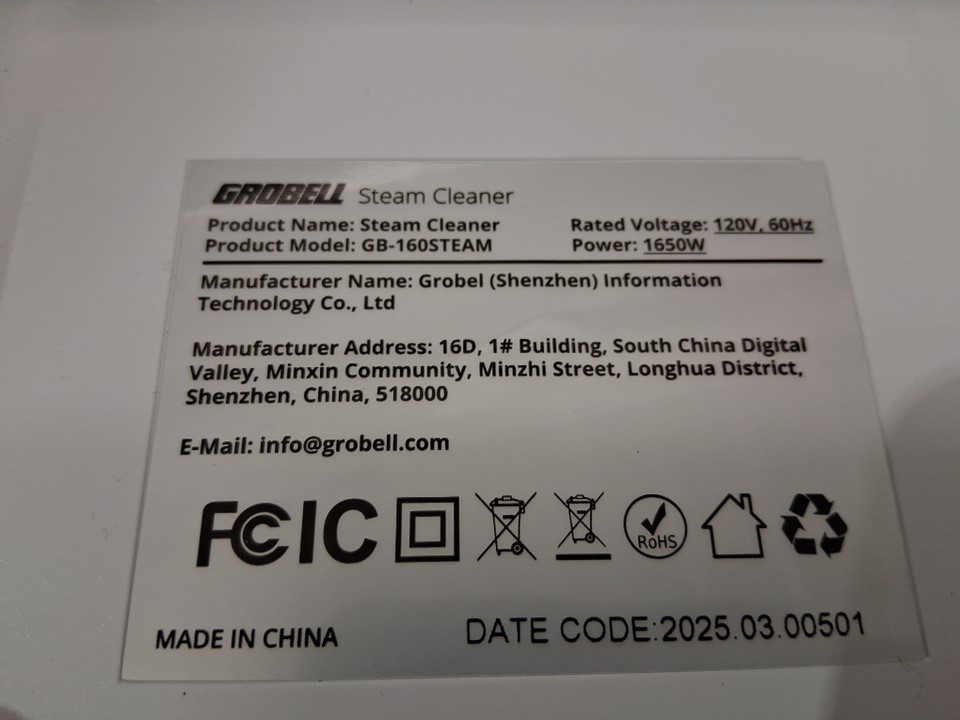 GROBELL Steam Cleaner
Product Name: Steam Cleaner Rated Voltage: 120V, 60Hz
Product Model: GB-160STEAM Power: 1650W
Manufacturer Name: Grobel (Shenzhen) Information
Technology Co., Ltd
Manufacturer Address: 16D, 1# Building, South China Digital
Valley, Minxin Community, Minzhi Street, Longhua District,
Shenzhen, China, 518000
E-Mail: info@grobell.com
FC IC RoHS
MADE IN CHINA DATE CODE:2025.03.00501